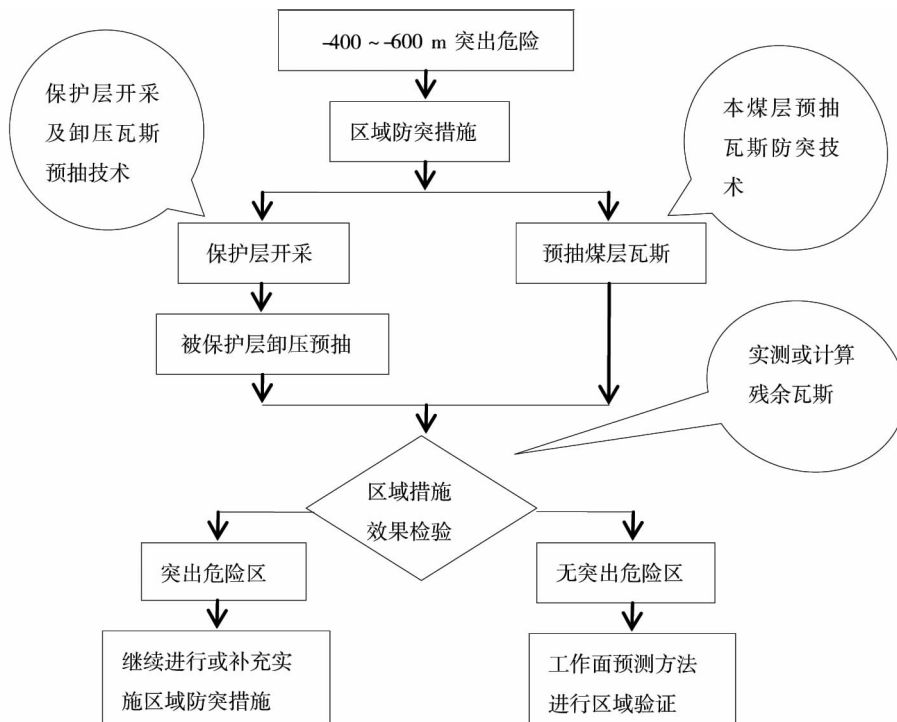 -400 ~ -600 m 突出危险
保护层开采
及卸压瓦斯
预抽技术
区域防突措施
本煤层预抽
瓦斯防突技
术
保护层开采
预抽煤层瓦斯
被保护层卸压预抽
实测或计算
残余瓦斯
区域措施
效果检验
突出危险区
无突出危险区
继续进行或补充实
施区域防突措施
工作面预测方法
进行区域验证